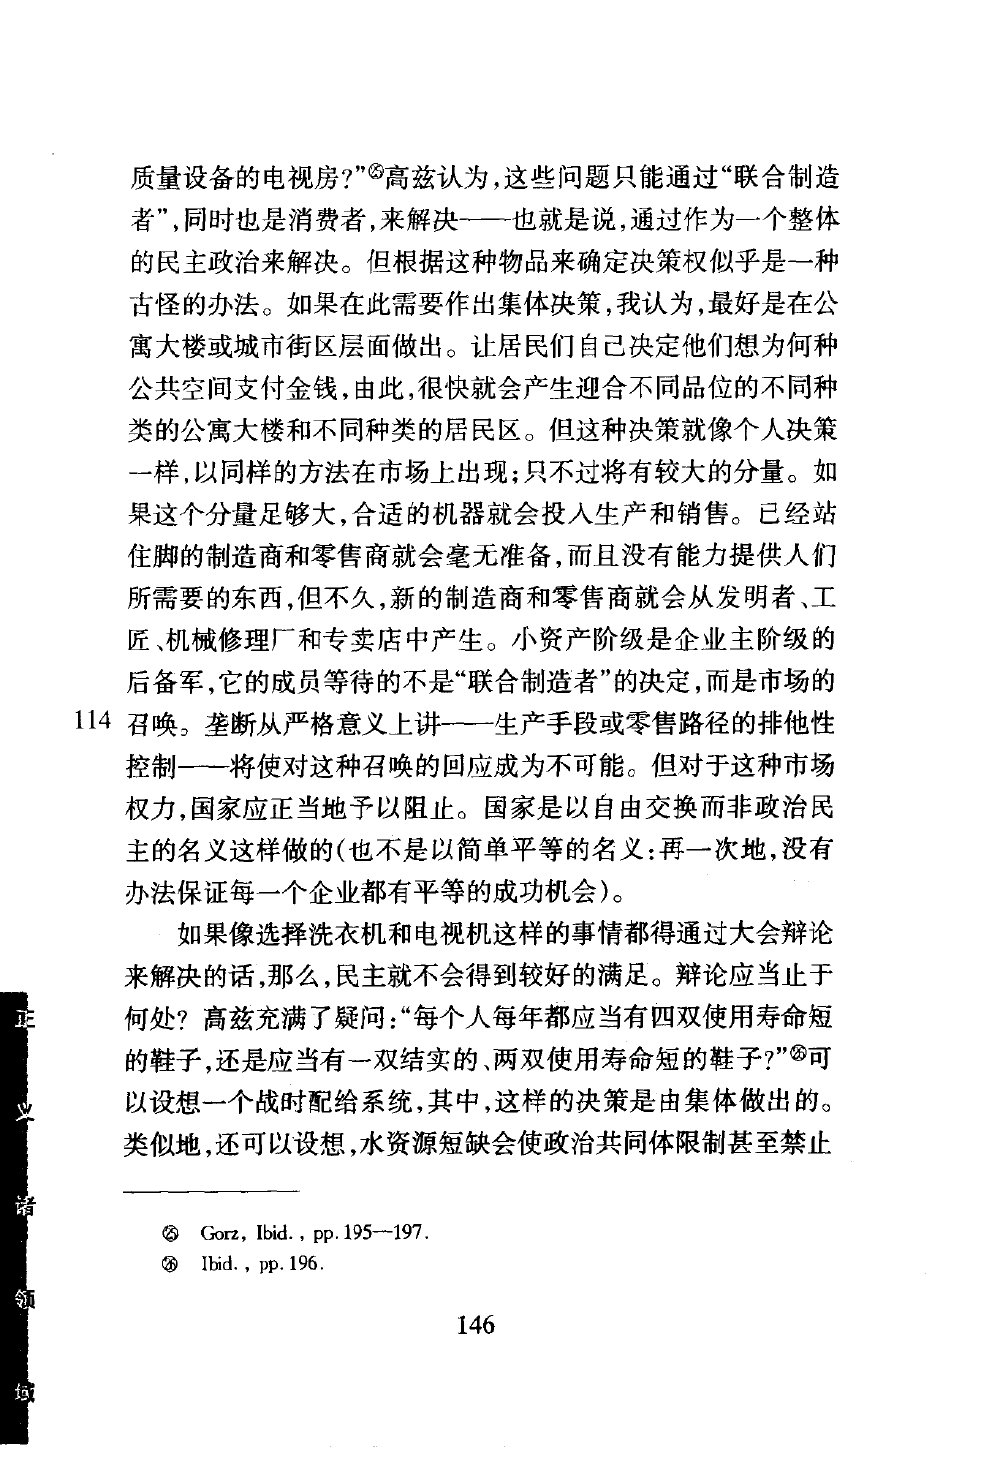 质量设备的电视房?”㉕高兹认为,这些问题只能通过“联合制造
者”,同时也是消费者,来解决——也就是说,通过作为一个整体
的民主政治来解决。但根据这种物品来确定决策权似乎是一种
古怪的办法。如果在此需要作出集体决策,我认为,最好是在公
寓大楼或城市街区层面做出。让居民们自己决定他们想为何种
公共空间支付金钱,由此,很快就会产生迎合不同品位的不同种
类的公寓大楼和不同种类的居民区。但这种决策就像个人决策
一样,以同样的方法在市场上出现;只不过将有较大的分量。如
果这个分量足够大,合适的机器就会投入生产和销售。已经站
住脚的制造商和零售商就会毫无准备,而且没有能力提供人们
所需要的东西,但不久,新的制造商和零售商就会从发明者、工
匠、机械修理厂和专卖店中产生。小资产阶级是企业主阶级的
后备军,它的成员等待的不是“联合制造者”的决定,而是市场的
114 召唤。垄断从严格意义上讲——生产手段或零售路径的排他性
控制——将使对这种召唤的回应成为不可能。但对于这种市场
权力,国家应正当地予以阻止。国家是以自由交换而非政治民
主的名义这样做的(也不是以简单平等的名义:再一次地,没有
办法保证每一个企业都有平等的成功机会)。
如果像选择洗衣机和电视机这样的事情都得通过大会辩论
来解决的话,那么,民主就不会得到较好的满足。辩论应当止于
何处? 高兹充满了疑问:“每个人每年都应当有四双使用寿命短
的鞋子,还是应当有一双结实的、两双使用寿命短的鞋子?”㉖可
以设想一个战时配给系统,其中,这样的决策是由集体做出的。
类似地,还可以设想,水资源短缺会使政治共同体限制甚至禁止
㉕ Gorz, Ibid. , pp. 195—197.
㉖ Ibid. , pp. 196.
146
正义诸领域